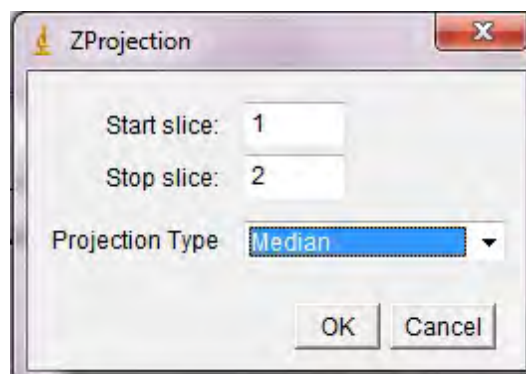 ZProjection
Start slice: 1
Stop slice: 2
Projection Type Median
OK Cancel